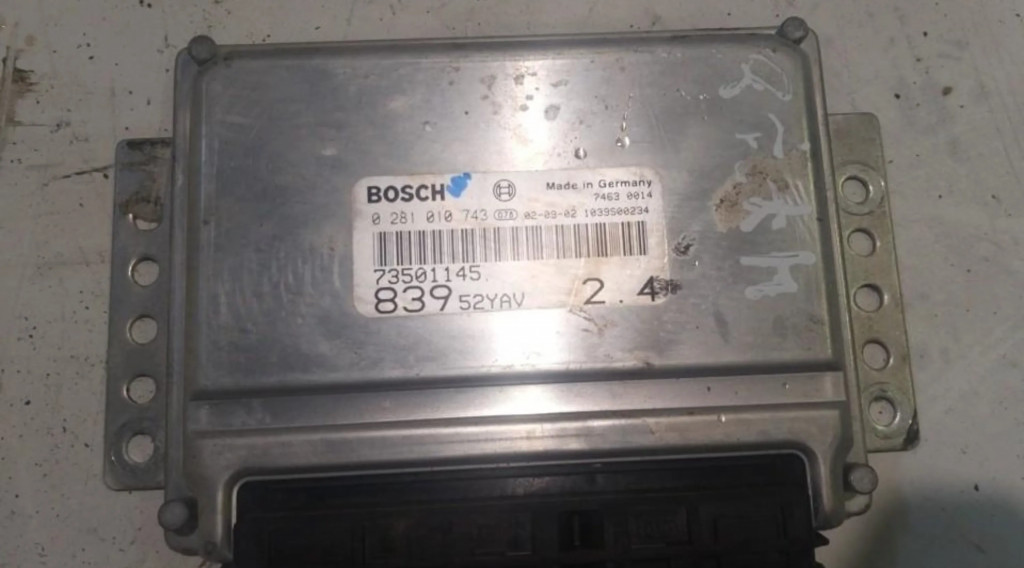 BOSCH Made in Germany
7463 0014
0 281 010 743 078 02-09-02 1039S00234
73501145
839 52YAV 2.4